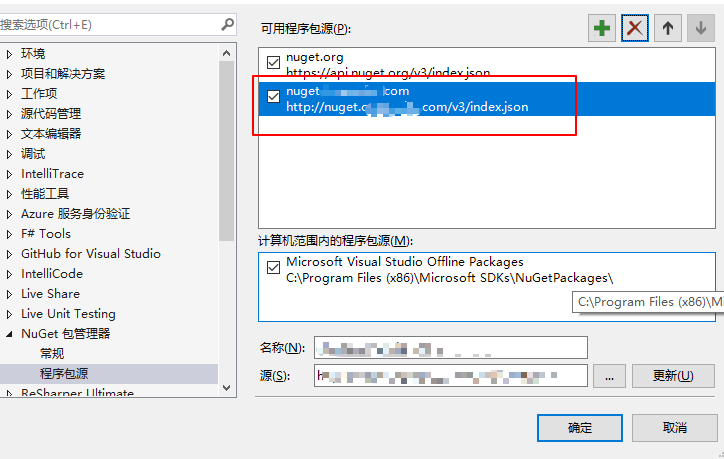 搜索选项(Ctrl+E)
环境
项目和解决方案
工作项
源代码管理
文本编辑器
调试
IntelliTrace
性能工具
Azure 服务身份验证
F# Tools
GitHub for Visual Studio
IntelliCode
Live Share
Live Unit Testing
NuGet 包管理器
常规
程序包源
ReSharper Ultimate
可用程序包源(P):
nuget.org
https://api.nuget.org/v3/index.json
nuget com
http://nuget. .com/v3/index.json
计算机范围内的程序包源(M):
Microsoft Visual Studio Offline Packages
C:\Program Files (x86)\Microsoft SDKs\NuGetPackages\
C:\Program Files (x86)\Mi
名称(N):
源(S):
...
更新(U)
确定
取消